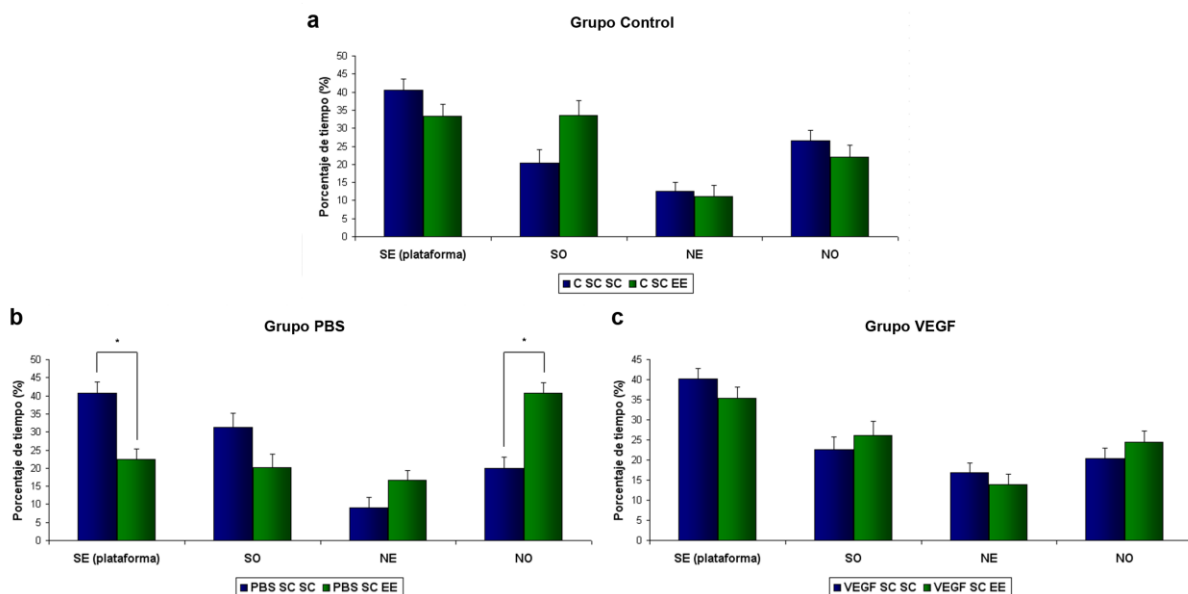 a
Grupo Control
Porcentaje de tiempo (%)
50
45
40
35
30
25
20
15
10
5
0
SE (plataforma) SO NE NO
C SC SC C SC EE
b
Grupo PBS
Porcentaje de tiempo (%)
50
45
40
35
30
25
20
15
10
5
0
* *
SE (plataforma) SO NE NO
PBS SC SC PBS SC EE
c
Grupo VEGF
Porcentaje de tiempo (%)
45
40
35
30
25
20
15
10
5
0
SE (plataforma) SO NE NO
VEGF SC SC VEGF SC EE